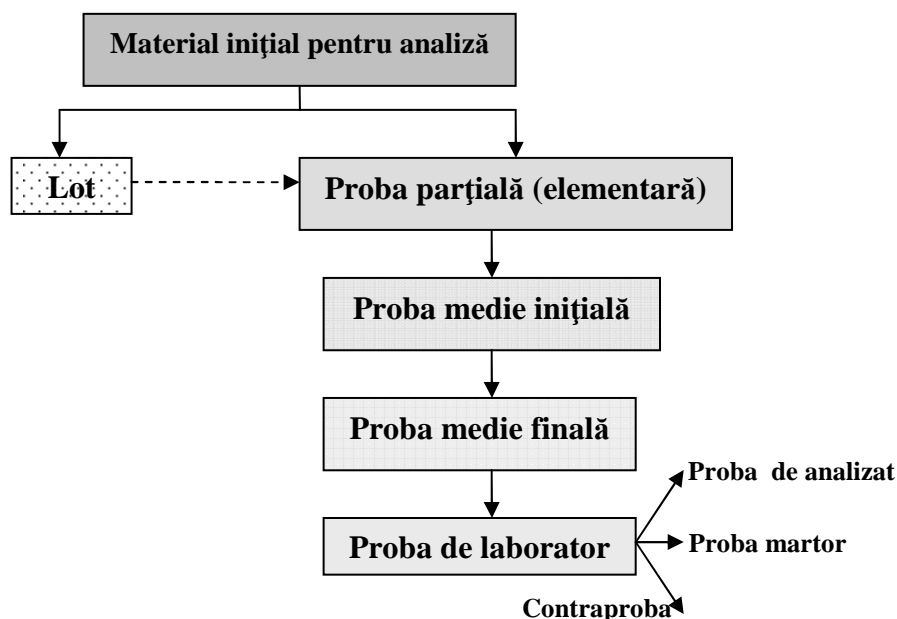 Material iniţial pentru analiză
Lot
Proba parţială (elementară)
Proba medie iniţială
Proba medie finală
Proba de laborator
Proba de analizat
Proba martor
Contraproba